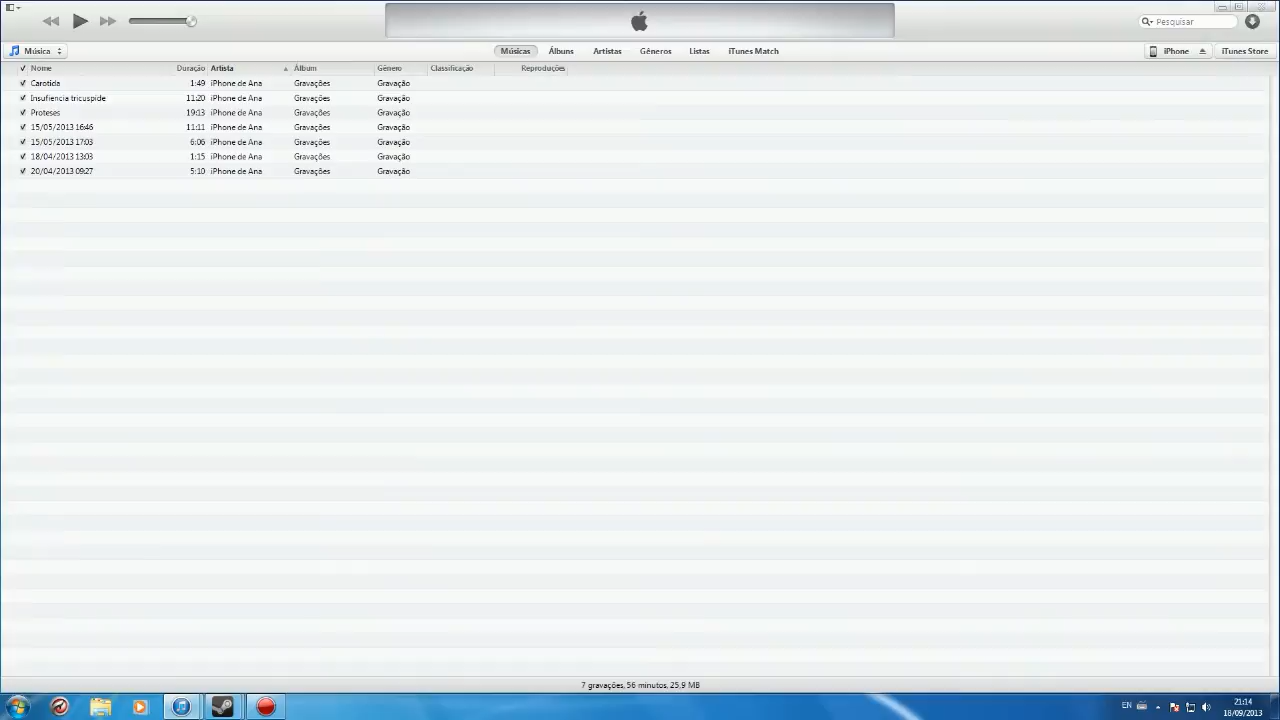 Pesquisar
Música Músicas Álbuns Artistas Géneros Listas iTunes Match iPhone iTunes Store
Nome Duração Artista Álbum Género Classificação Reproduções
Carotida 1:49 iPhone de Ana Gravações Gravação
Insufiencia tricuspide 11:20 iPhone de Ana Gravações Gravação
Proteses 19:13 iPhone de Ana Gravações Gravação
15/05/2013 16:46 11:11 iPhone de Ana Gravações Gravação
15/05/2013 17:03 6:06 iPhone de Ana Gravações Gravação
18/04/2013 13:03 1:15 iPhone de Ana Gravações Gravação
20/04/2013 09:27 5:10 iPhone de Ana Gravações Gravação
7 gravações, 56 minutos, 25,9 MB
EN 21:14
18/09/2013